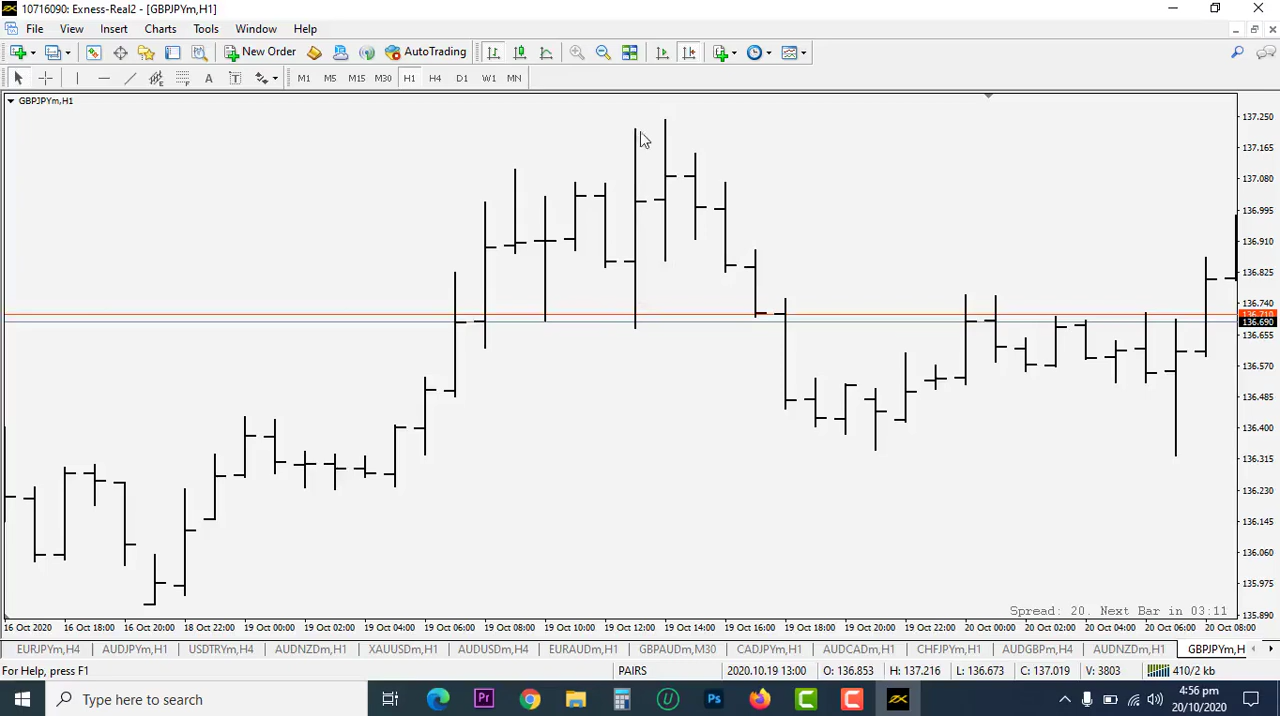 10716090: Exness-Real2 - [GBPJPYm,H1]
File View Insert Charts Tools Window Help
New Order AutoTrading
A T M1 M5 M15 M30 H1 H4 D1 W1 MN
GBPJPYm,H1
137.250
137.165
137.080
136.995
136.910
136.825
136.740
136.710
136.690
136.655
136.570
136.485
136.400
136.315
136.230
136.145
136.060
135.975
135.890
Spread: 20. Next Bar in 03:11
16 Oct 2020 16 Oct 18:00 16 Oct 20:00 18 Oct 22:00 19 Oct 00:00 19 Oct 02:00 19 Oct 04:00 19 Oct 06:00 19 Oct 08:00 19 Oct 10:00 19 Oct 12:00 19 Oct 14:00 19 Oct 16:00 19 Oct 18:00 19 Oct 20:00 19 Oct 22:00 20 Oct 00:00 20 Oct 02:00 20 Oct 04:00 20 Oct 06:00 20 Oct 08:00
EURJPYm,H4 AUDJPYm,H1 USDTRYm,H4 AUDNZDm,H1 XAUUSDm,H1 AUDUSDm,H4 EURAUDm,H1 GBPAUDm,M30 CADJPYm,H1 AUDCADm,H1 CHFJPYm,H1 AUDGBPm,H4 AUDNZDm,H1 GBPJPYm,H
For Help, press F1 PAIRS 2020.10.19 13:00 O: 136.853 H: 137.216 L: 136.673 C: 137.019 V: 3803 410/2 kb
Type here to search Pr Ps 4:56 pm
20/10/2020